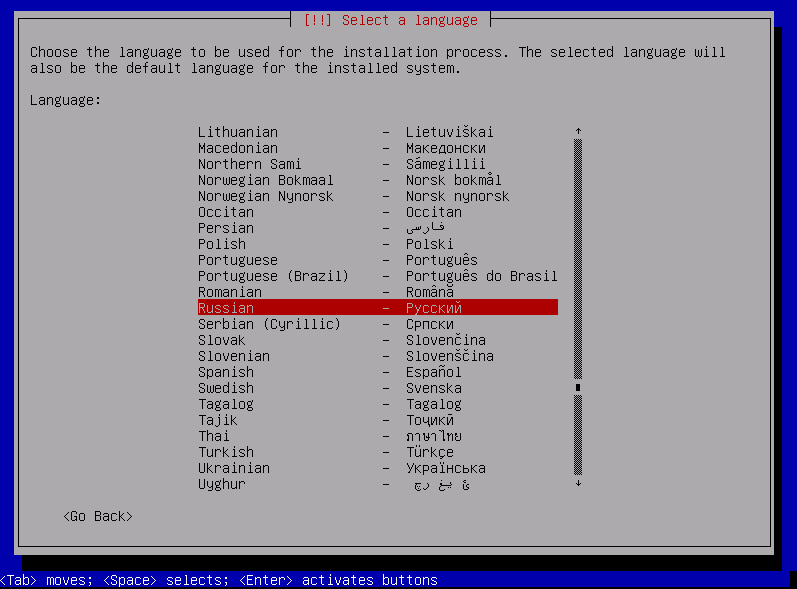 [!!] Select a language
Choose the language to be used for the installation process. The selected language will
also be the default language for the installed system.
Language:
Lithuanian - Lietuviškai
Macedonian - Македонски
Northern Sami - Sámegillii
Norwegian Bokmaal - Norsk bokmål
Norwegian Nynorsk - Norsk nynorsk
Occitan - Occitan
Persian - فارسی
Polish - Polski
Portuguese - Português
Portuguese (Brazil) - Português do Brasil
Romanian - Română
Russian - Русский
Serbian (Cyrillic) - Српски
Slovak - Slovenčina
Slovenian - Slovenščina
Spanish - Español
Swedish - Svenska
Tagalog - Tagalog
Tajik - Тоҷикӣ
Thai - ภาษาไทย
Turkish - Türkçe
Ukrainian - Українська
Uyghur -
<Go Back>
<Tab> moves; <Space> selects; <Enter> activates buttons